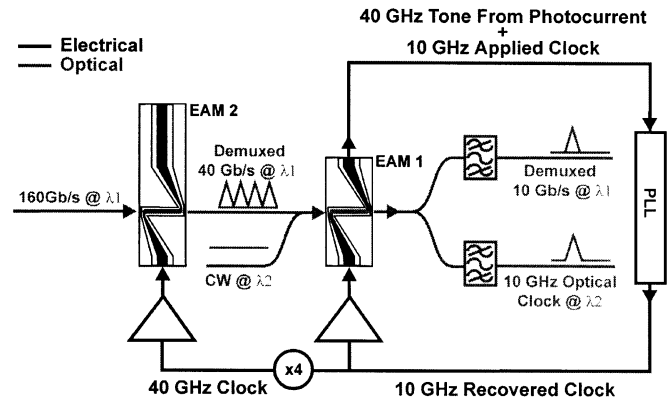 40 GHz Tone From Photocurrent
+
10 GHz Applied Clock
Electrical
Optical
EAM 2
Demuxed
40 Gb/s @ λ1
EAM 1
160Gb/s @ λ1
CW @ λ2
Demuxed
10 Gb/s @ λ1
10 GHz Optical
Clock @ λ2
PLL
x4
40 GHz Clock
10 GHz Recovered Clock